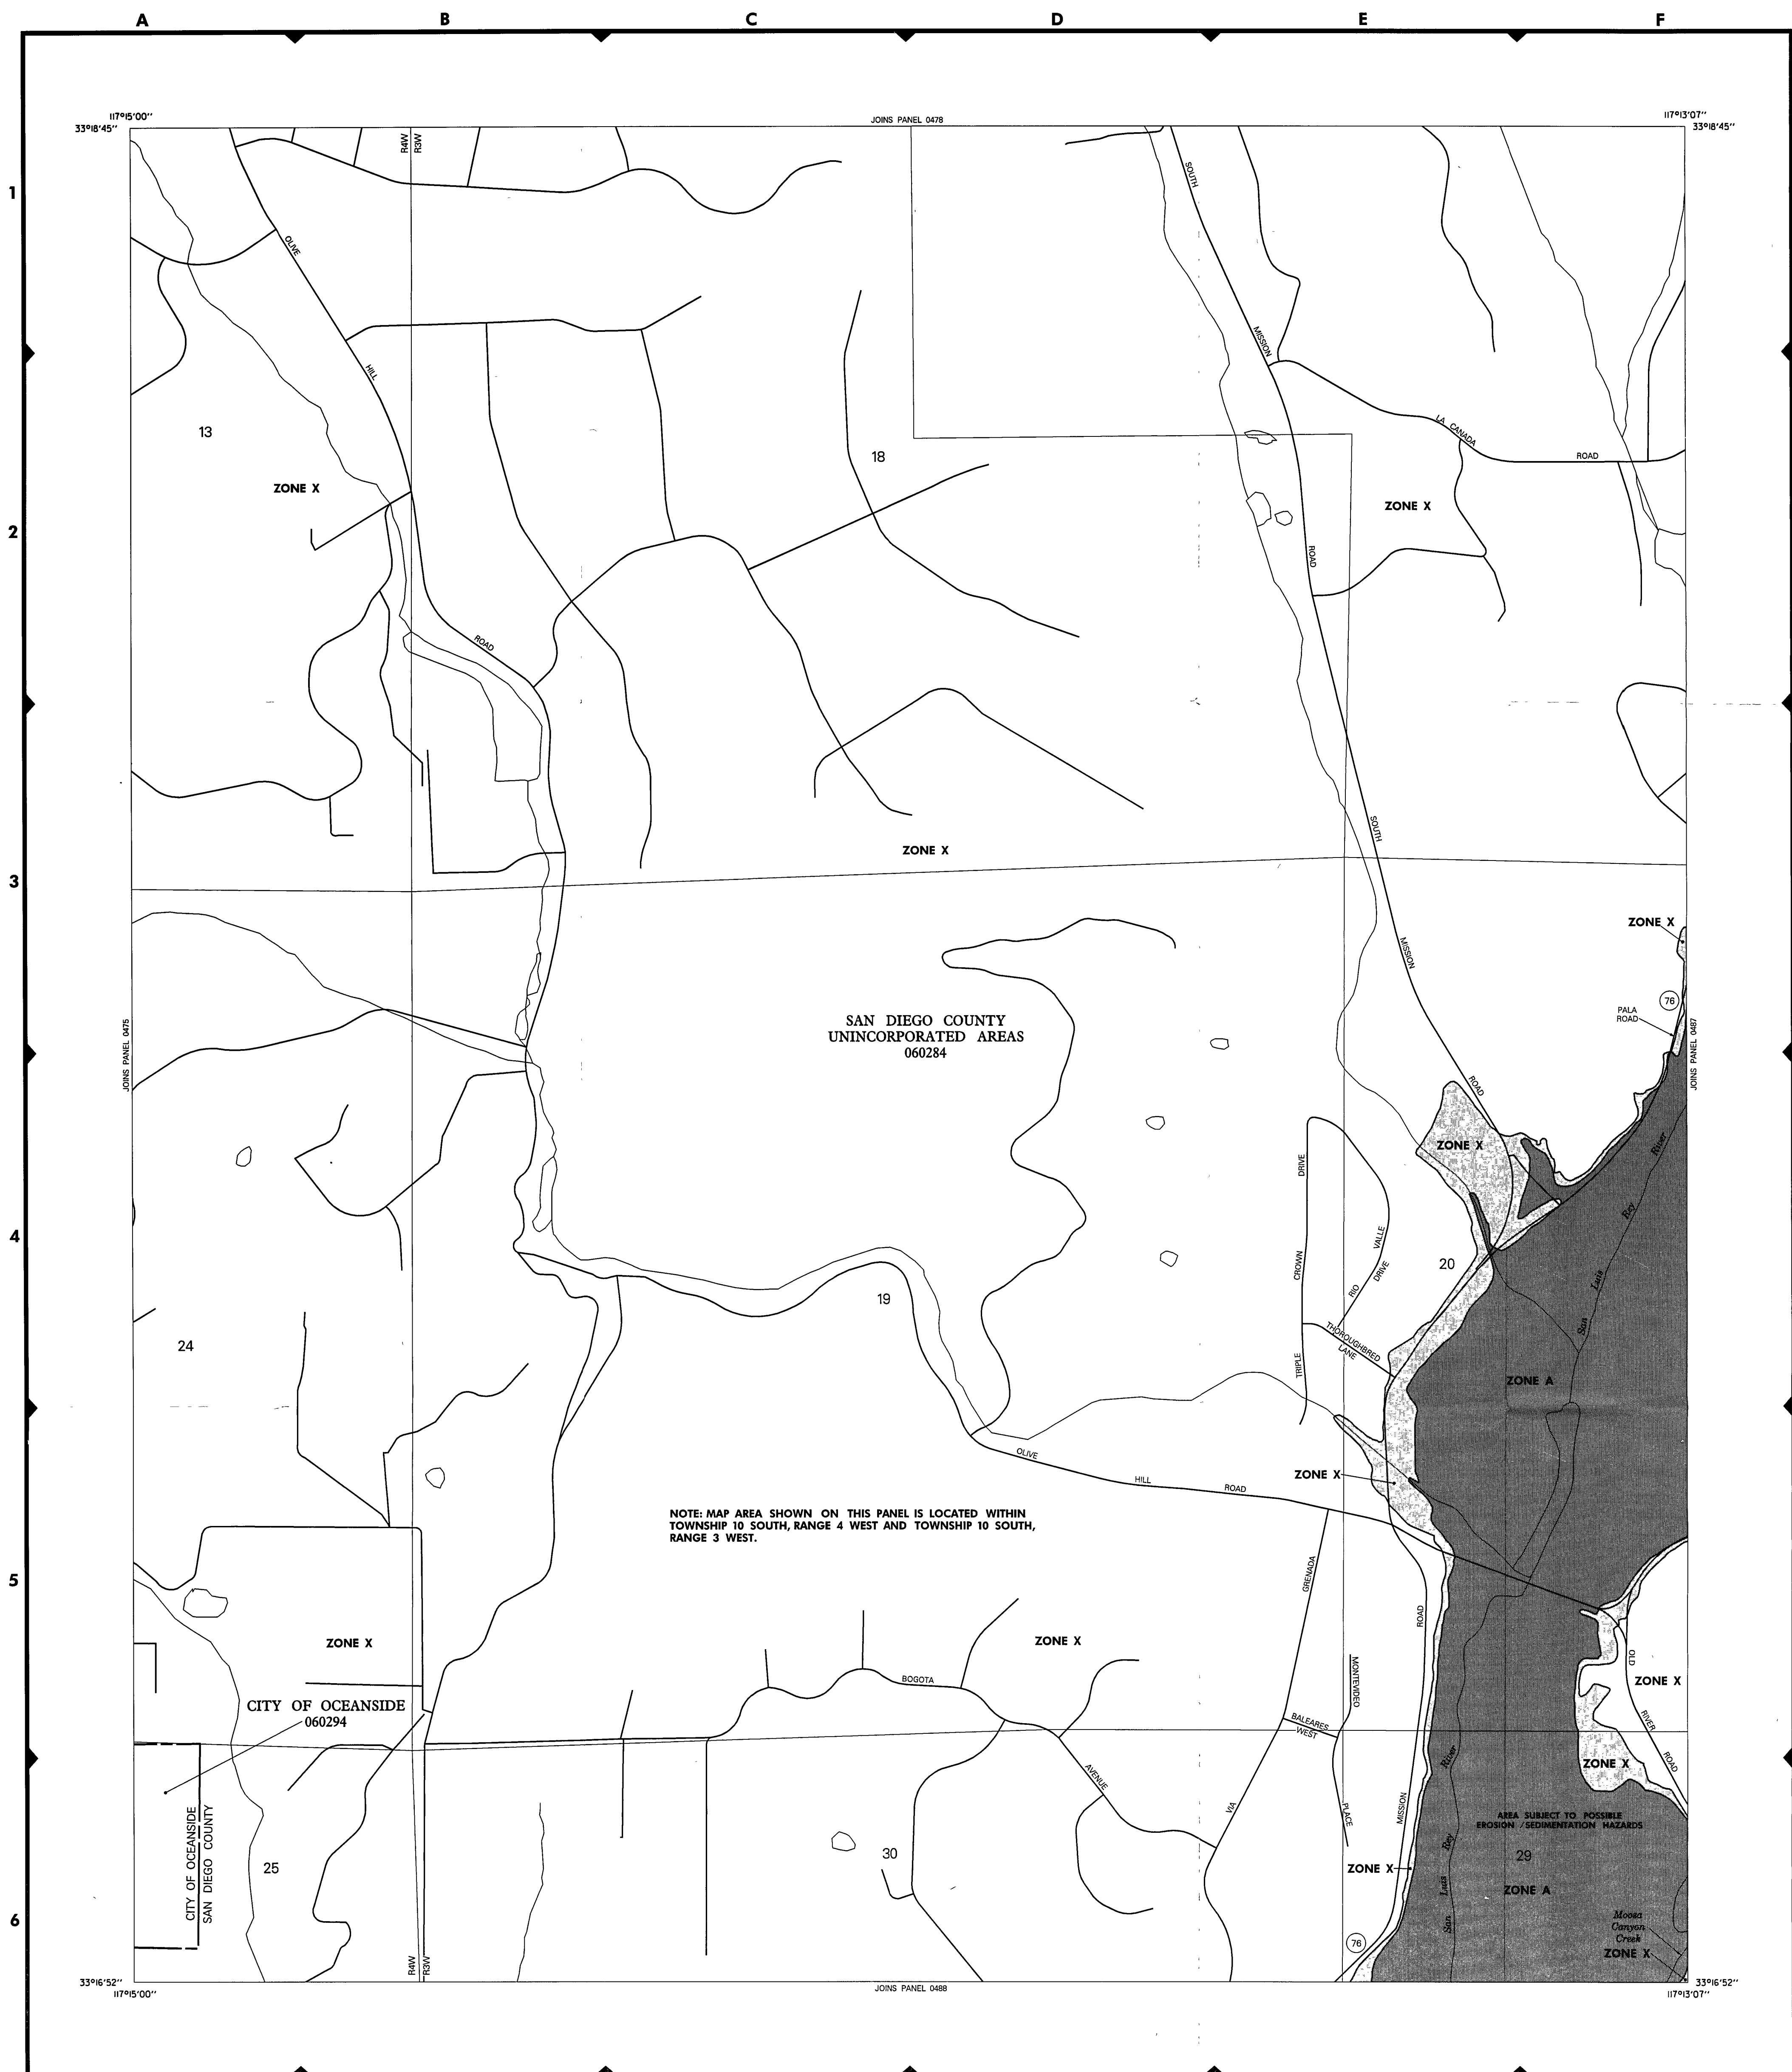 A B C D E F
117°15'00" 117°13'07"
33°18'45" JOINS PANEL 0478 33°18'45"
R4W R3W
SOUTH
1
OLIVE
MISSION
HILL
LA CANADA
ROAD
13
18
ZONE X
ZONE X
2
ROAD
ROAD
SOUTH
ZONE X
3
ZONE X
MISSION
76
PALA
ROAD
SAN DIEGO COUNTY
UNINCORPORATED AREAS
060284
JOINS PANEL 0475
JOINS PANEL 0487
ROAD
ZONE X
River
DRIVE
Rey
4
VALLE
CROWN
DRIVE
RIO
20
Luis
19
San
THOROUGHBRED
LANE
24
TRIPLE
ZONE A
OLIVE
HILL
ROAD
ZONE X
NOTE: MAP AREA SHOWN ON THIS PANEL IS LOCATED WITHIN
TOWNSHIP 10 SOUTH, RANGE 4 WEST AND TOWNSHIP 10 SOUTH,
RANGE 3 WEST.
5
GRENADA
ROAD
ZONE X
ZONE X
OLD
BOGOTA
MONTEVIDEO
ZONE X
CITY OF OCEANSIDE
060294
BALEARES
WEST
RIVER
ROAD
River
ZONE X
AVENUE
VIA
PLACE
MISSION
AREA SUBJECT TO POSSIBLE
EROSION / SEDIMENTATION HAZARDS
CITY OF OCEANSIDE
SAN DIEGO COUNTY
Rey
25
30
29
ZONE X
Luis
ZONE A
6
San
Moosa
Canyon
Creek
76
ZONE X
R4W R3W
33°16'52" 33°16'52"
117°15'00" JOINS PANEL 0488 117°13'07"